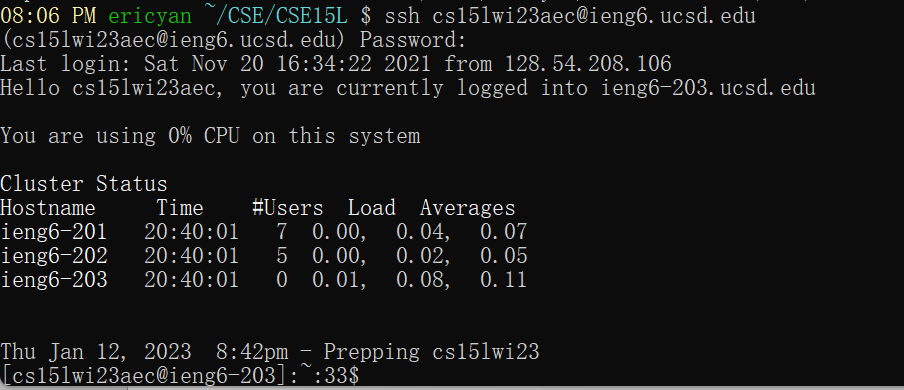 08:06 PM ericyan ~/CSE/CSE15L $ ssh cs15lwi23aec@ieng6.ucsd.edu
(cs15lwi23aec@ieng6.ucsd.edu) Password:
Last login: Sat Nov 20 16:34:22 2021 from 128.54.208.106
Hello cs15lwi23aec, you are currently logged into ieng6-203.ucsd.edu
You are using 0% CPU on this system
Cluster Status
Hostname     Time    #Users  Load  Averages
ieng6-201   20:40:01   7  0.00,   0.04,   0.07
ieng6-202   20:40:01   5  0.00,   0.02,   0.05
ieng6-203   20:40:01   0  0.01,   0.08,   0.11
Thu Jan 12, 2023  8:42pm - Prepping cs15lwi23
[cs15lwi23aec@ieng6-203]:~:33$